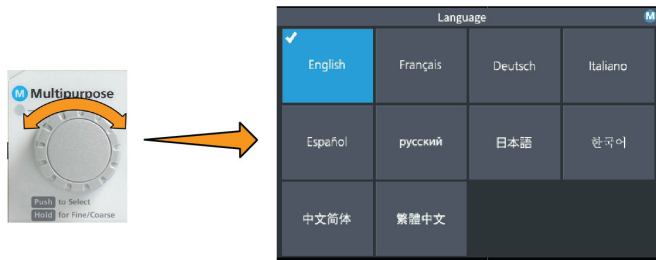 M Multipurpose
Push to Select
Hold for Fine/Coarse
Language M
English Français Deutsch Italiano
Español русский 日本語 한국어
中文简体 繁體中文